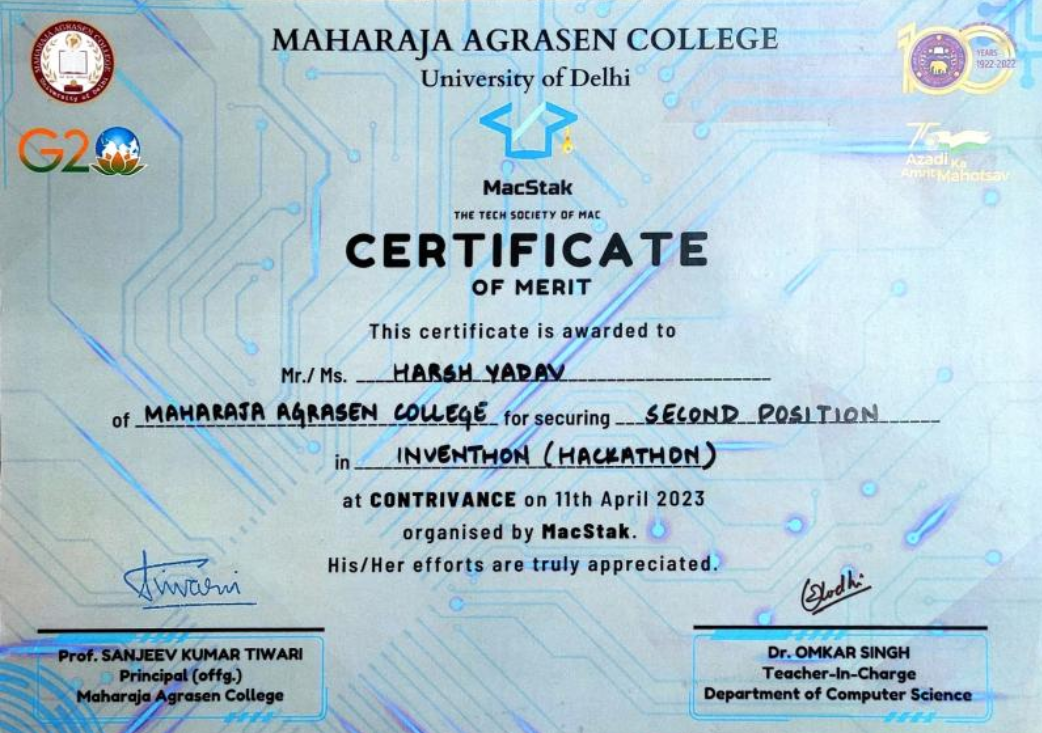 MAHARAJA AGRASEN COLLEGE
University of Delhi
MAHARAJA AGRASEN COLLEGE
University of Delhi
100 YEARS
1922-2022
G20
75
Azadi Ka
Amrit Mahotsav
MacStak
THE TECH SOCIETY OF MAC
CERTIFICATE
OF MERIT
This certificate is awarded to
Mr./ Ms. HARSH YADAV
of MAHARAJA AGRASEN COLLEGE for securing SECOND POSITION
in INVENTHON (HACKATHON)
at CONTRIVANCE on 11th April 2023
organised by MacStak.
His/Her efforts are truly appreciated.
Tiwari
Prof. SANJEEV KUMAR TIWARI
Principal (offg.)
Maharaja Agrasen College
Dr. OMKAR SINGH
Teacher-In-Charge
Department of Computer Science